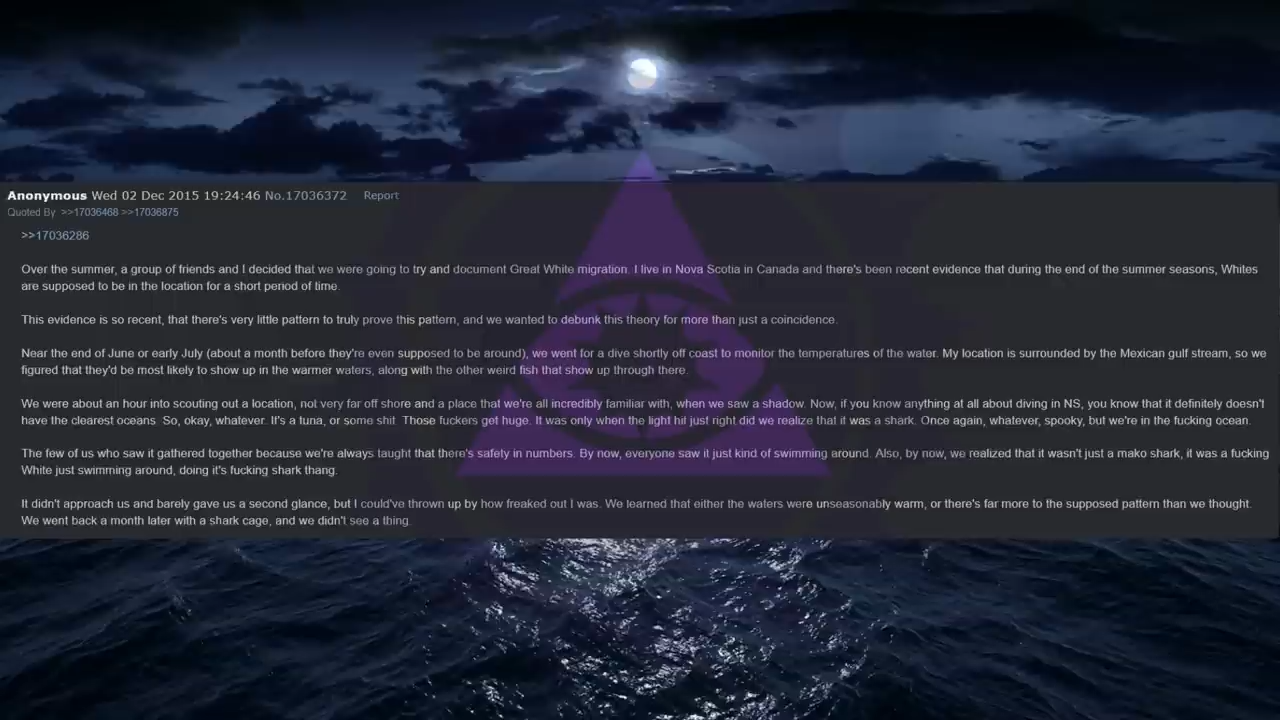 Anonymous Wed 02 Dec 2015 19:24:46 No.17036372 Report
Quoted By >>17036468 >>17036875
>>17036286
Over the summer, a group of friends and I decided that we were going to try and document Great White migration. I live in Nova Scotia in Canada and there's been recent evidence that during the end of the summer seasons, Whites
are supposed to be in the location for a short period of time.
This evidence is so recent, that there's very little pattern to truly prove this pattern, and we wanted to debunk this theory for more than just a coincidence.
Near the end of June or early July (about a month before they're even supposed to be around), we went for a dive shortly off coast to monitor the temperatures of the water. My location is surrounded by the Mexican gulf stream, so we
figured that they'd be most likely to show up in the warmer waters, along with the other weird fish that show up through there.
We were about an hour into scouting out a location, not very far off shore and a place that we're all incredibly familiar with, when we saw a shadow. Now, if you know anything at all about diving in NS, you know that it definitely doesn't
have the clearest oceans. So, okay, whatever. It's a tuna, or some shit. Those fuckers get huge. It was only when the light hit just right did we realize that it was a shark. Once again, whatever, spooky, but we're in the fucking ocean.
The few of us who saw it gathered together because we're always taught that there's safety in numbers. By now, everyone saw it just kind of swimming around. Also, by now, we realized that it wasn't just a mako shark, it was a fucking
White just swimming around, doing it's fucking shark thang.
It didn't approach us and barely gave us a second glance, but I could've thrown up by how freaked out I was. We learned that either the waters were unseasonably warm, or there's far more to the supposed pattern than we thought.
We went back a month later with a shark cage, and we didn't see a thing.